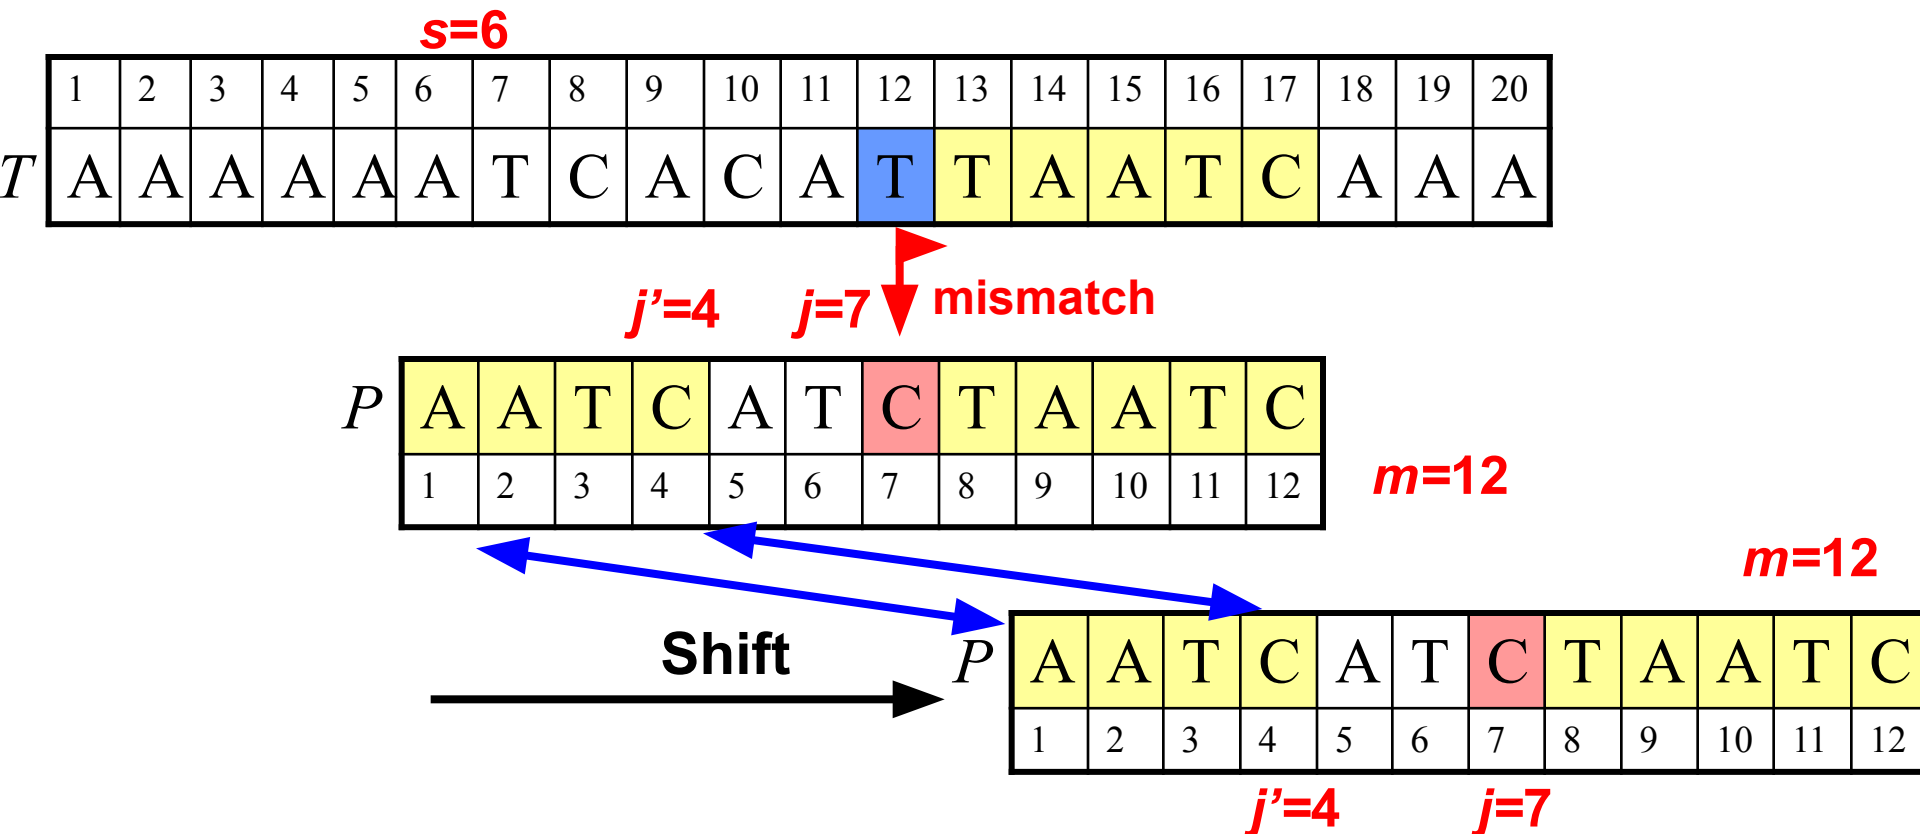 s=6
1 2 3 4 5 6 7 8 9 10 11 12 13 14 15 16 17 18 19 20
T A A A A A A T C A C A T T A A T C A A A
j’=4 j=7 mismatch
P A A T C A T C T A A T C
1 2 3 4 5 6 7 8 9 10 11 12
m=12
m=12
Shift
P A A T C A T C T A A T C
1 2 3 4 5 6 7 8 9 10 11 12
j’=4 j=7